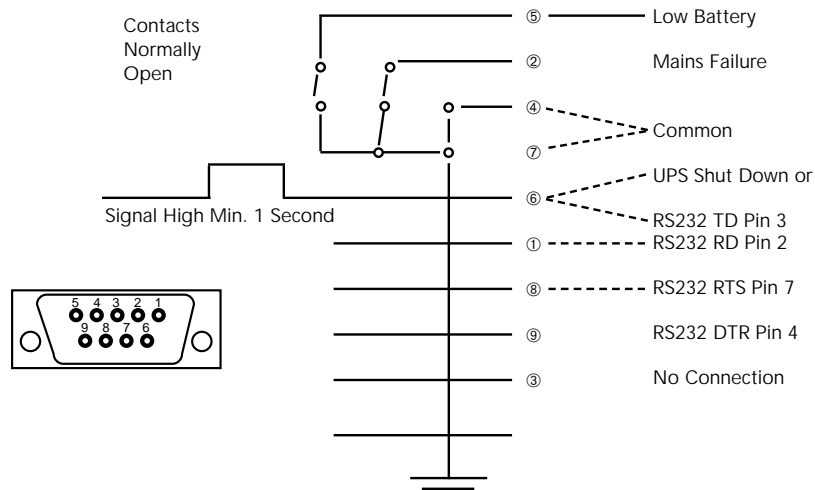 Contacts
Normally
Open
⑤ Low Battery
② Mains Failure
④
Common
⑦
UPS Shut Down or
⑥
Signal High Min. 1 Second
RS232 TD Pin 3
① RS232 RD Pin 2
⑧ RS232 RTS Pin 7
⑨ RS232 DTR Pin 4
③ No Connection
5 4 3 2 1
9 8 7 6